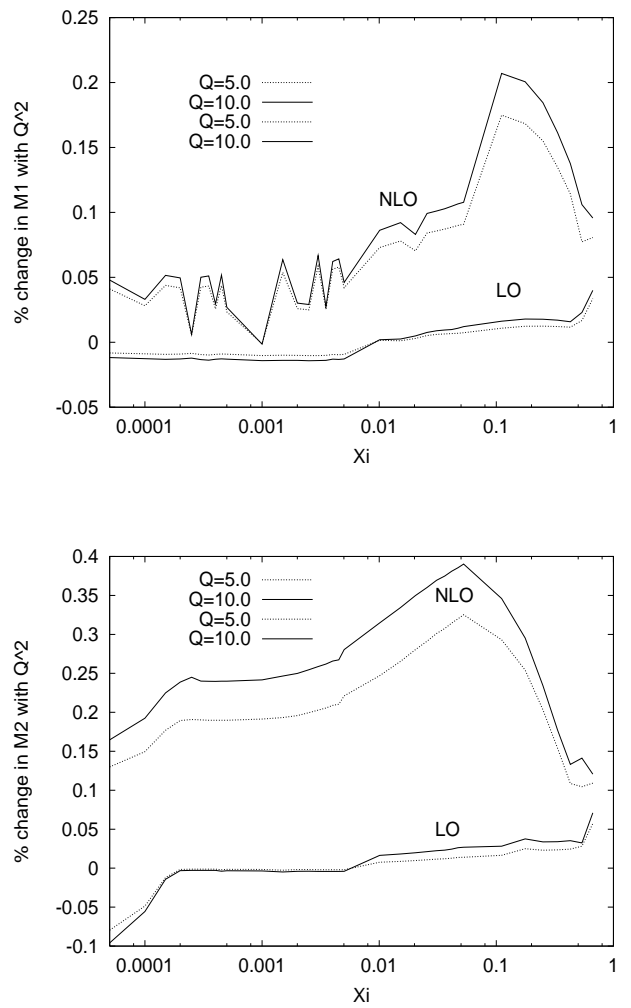 % change in M1 with Q^2
0.25
0.2
0.15
0.1
0.05
0
-0.05
Q=5.0
Q=10.0
Q=5.0
Q=10.0
NLO
LO
0.0001
0.001
0.01
0.1
1
Xi
% change in M2 with Q^2
0.4
0.35
0.3
0.25
0.2
0.15
0.1
0.05
0
-0.05
-0.1
Q=5.0
Q=10.0
Q=5.0
Q=10.0
NLO
LO
0.0001
0.001
0.01
0.1
1
Xi